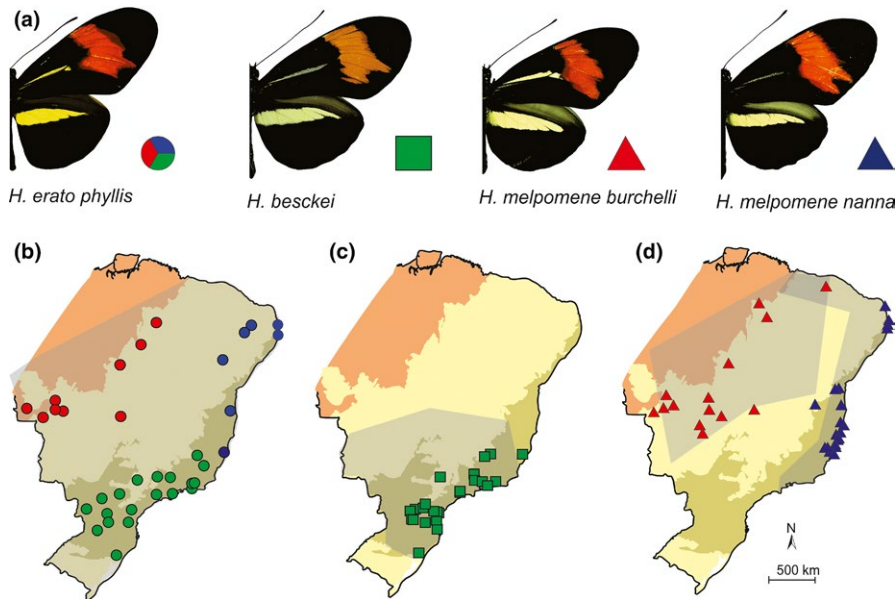 (a)
H. erato phyllis
H. besckei
H. melpomene burchelli
H. melpomene nanna
(b)
(c)
(d)
N
500 km